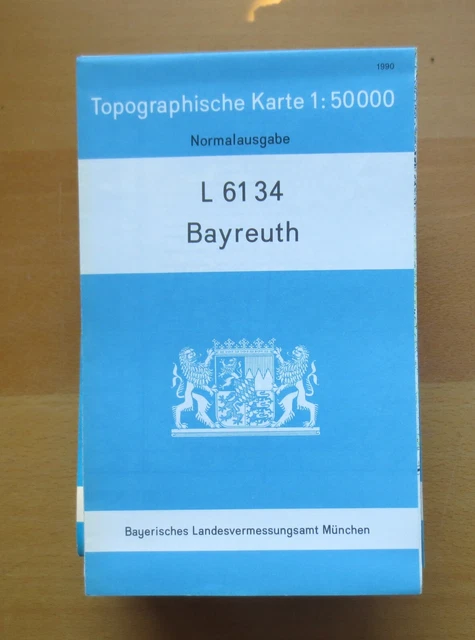 1990
Topographische Karte 1:50000
Normalausgabe
L 6134
Bayreuth
Bayerisches Landesvermessungsamt München